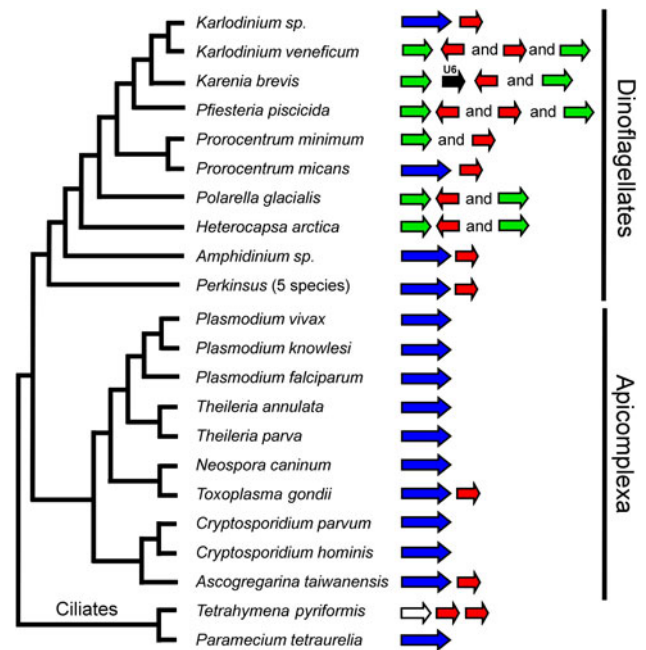 Karlodinium sp.
Karlodinium veneficum and and
Karenia brevis U6 and
Pfiesteria piscicida and and
Prorocentrum minimum and
Prorocentrum micans
Polarella glacialis and
Heterocapsa arctica and
Amphidinium sp.
Perkinsus (5 species)
Dinoflagellates
Plasmodium vivax
Plasmodium knowlesi
Plasmodium falciparum
Theileria annulata
Theileria parva
Neospora caninum
Toxoplasma gondii
Cryptosporidium parvum
Cryptosporidium hominis
Ascogregarina taiwanensis
Apicomplexa
Ciliates
Tetrahymena pyriformis
Paramecium tetraurelia